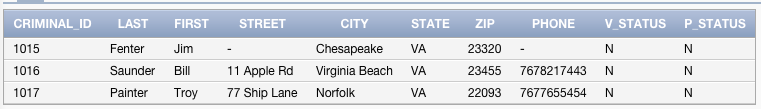 CRIMINAL_ID LAST FIRST STREET CITY STATE ZIP PHONE V_STATUS P_STATUS
1015 Fenter Jim - Chesapeake VA 23320 - N N
1016 Saunder Bill 11 Apple Rd Virginia Beach VA 23455 7678217443 N N
1017 Painter Troy 77 Ship Lane Norfolk VA 22093 7677655454 N N